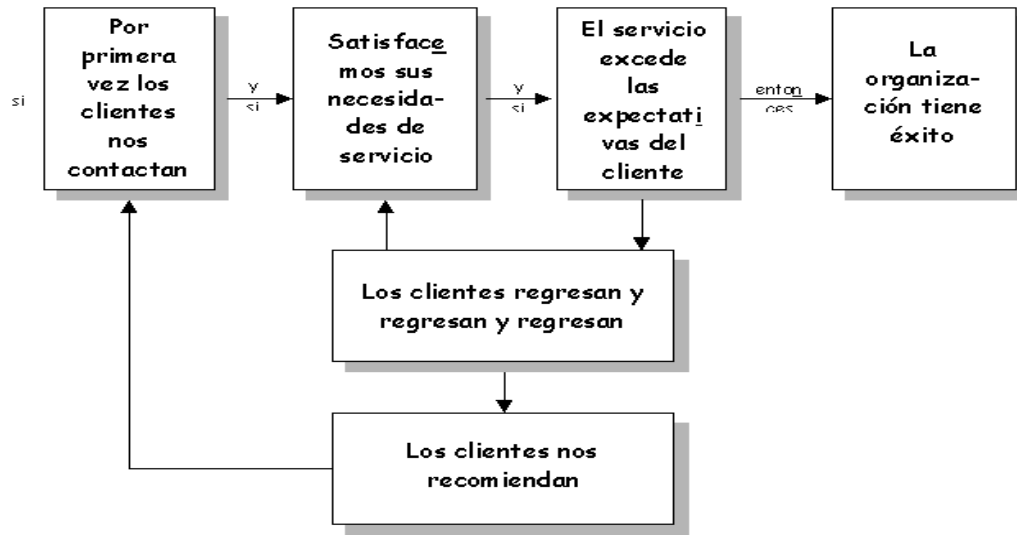 Por
primera
vez los
clientes
nos
contactan
si
y
si
Satisface
mos sus
necesida-
des de
servicio
y
si
El servicio
excede
las
expectati
vas del
cliente
enton
ces
La
organiza-
ción tiene
éxito
Los clientes regresan y
regresan y regresan
Los clientes nos
recomiendan